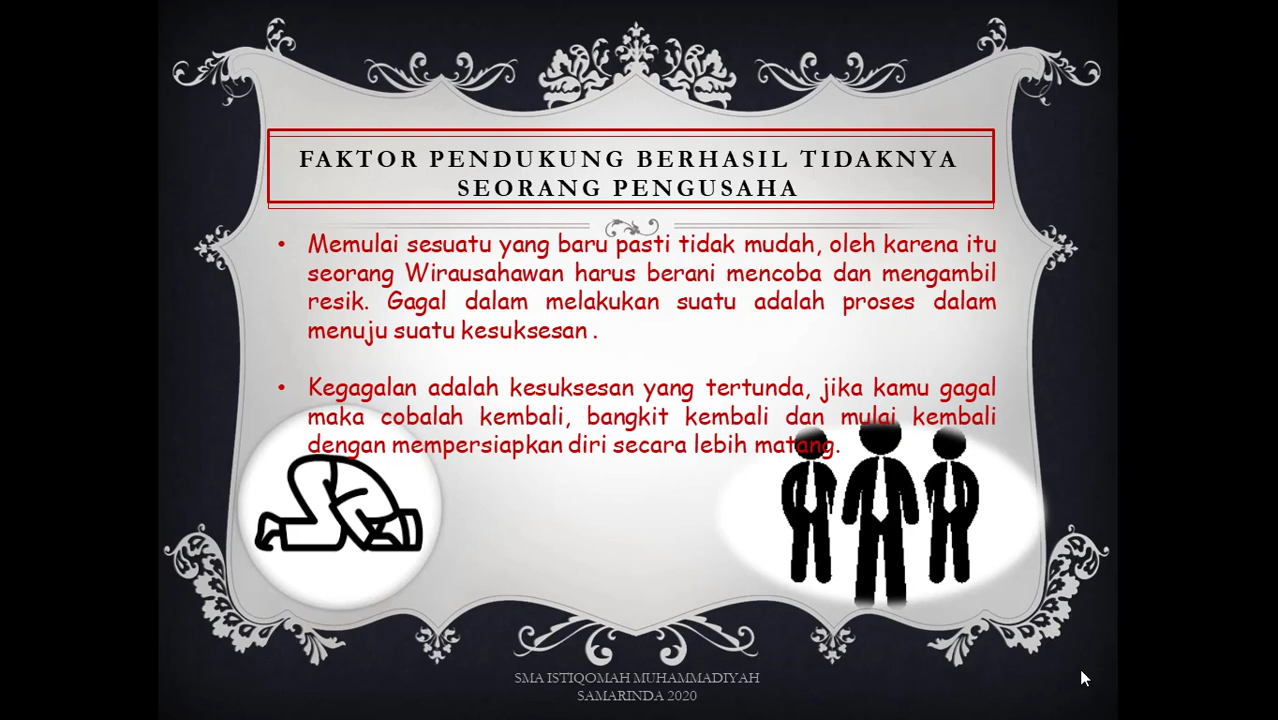 FAKTOR PENDUKUNG BERHASIL TIDAKNYA
SEORANG PENGUSAHA
• Memulai sesuatu yang baru pasti tidak mudah, oleh karena itu
seorang Wirausahawan harus berani mencoba dan mengambil
resik. Gagal dalam melakukan suatu adalah proses dalam
menuju suatu kesuksesan .
• Kegagalan adalah kesuksesan yang tertunda, jika kamu gagal
maka cobalah kembali, bangkit kembali dan mulai kembali
dengan mempersiapkan diri secara lebih matang.
SMA ISTIQOMAH MUHAMMADIYAH
SAMARINDA 2020